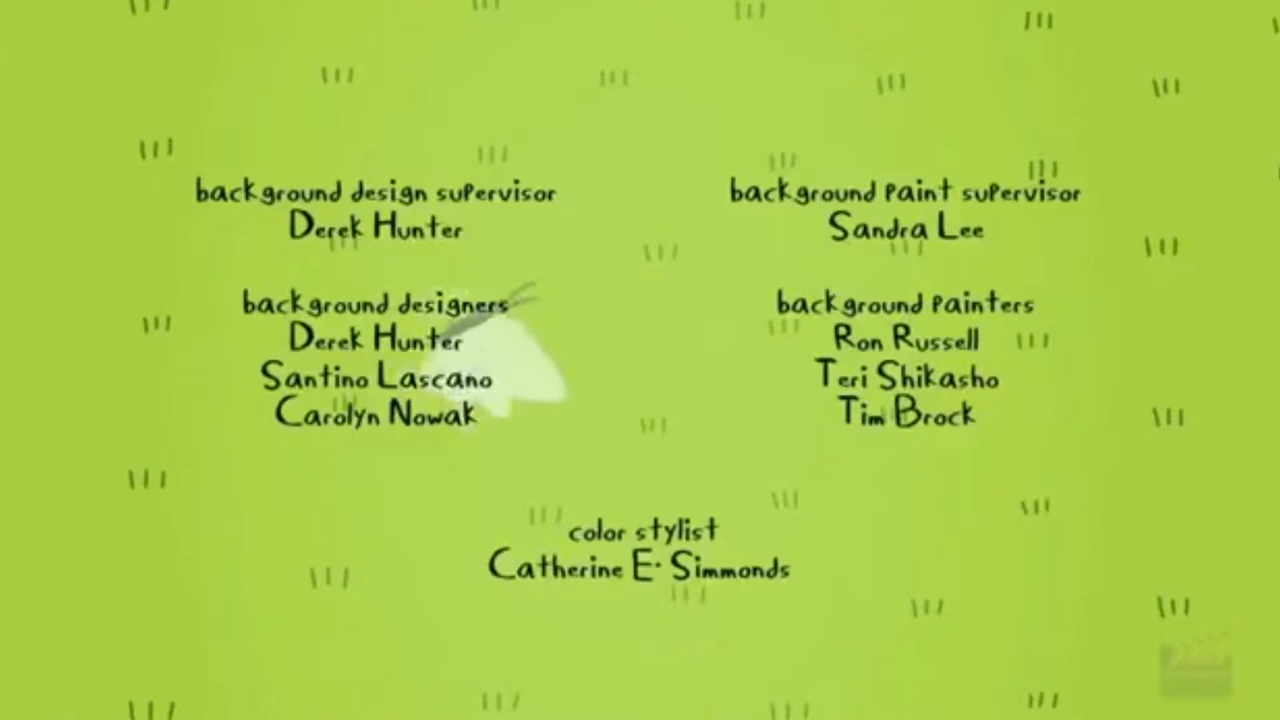 background design supervisor
Derek Hunter
background designers
Derek Hunter
Santino Lascano
Carolyn Nowak
background paint supervisor
Sandra Lee
background painters
Ron Russell
Teri Shikasho
Tim Brock
color stylist
Catherine E. Simmonds